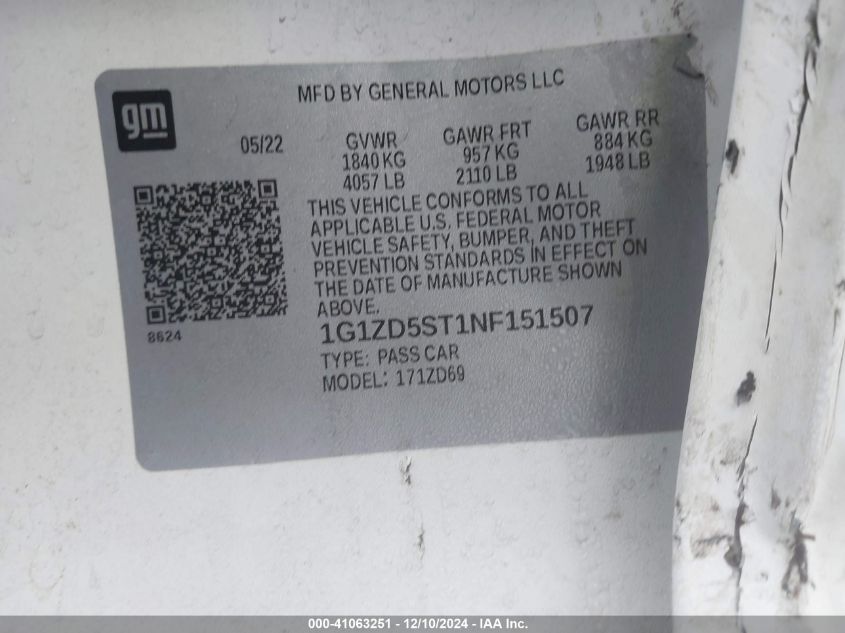 gm
MFD BY GENERAL MOTORS LLC
05/22
GVWR
1840 KG
4057 LB
GAWR FRT
957 KG
2110 LB
GAWR RR
884 KG
1948 LB
THIS VEHICLE CONFORMS TO ALL
APPLICABLE U.S. FEDERAL MOTOR
VEHICLE SAFETY, BUMPER, AND THEFT
PREVENTION STANDARDS IN EFFECT ON
THE DATE OF MANUFACTURE SHOWN
ABOVE.
8624
1G1ZD5ST1NF151507
TYPE: PASS CAR
MODEL: 171ZD69
000-41063251 - 12/10/2024 - IAA Inc.